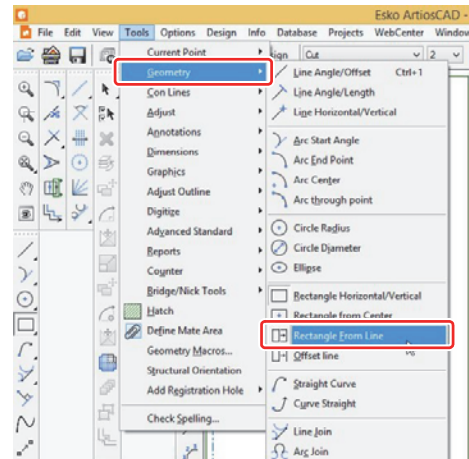 Esko ArtiosCAD -
File Edit View Tools Options Design Info Database Projects WebCenter Window
Current Point
Cut 2
Geometry
Con Lines
Adjust
Annotations
Dimensions
Graphics
Adjust Outline
Digitize
Advanced Standard
Reports
Counter
Bridge/Nick Tools
Hatch
Define Mate Area
Geometry Macros...
Structural Orientation
Add Registration Hole
Check Spelling...
Line Angle/Offset Ctrl+1
Line Angle/Length
Line Horizontal/Vertical
Arc Start Angle
Arc End Point
Arc Center
Arc through point
Circle Radius
Circle Diameter
Ellipse
Rectangle Horizontal/Vertical
Rectangle from Center
Rectangle From Line
Offset line
Straight Curve
Curve Straight
Line Join
Arc Join